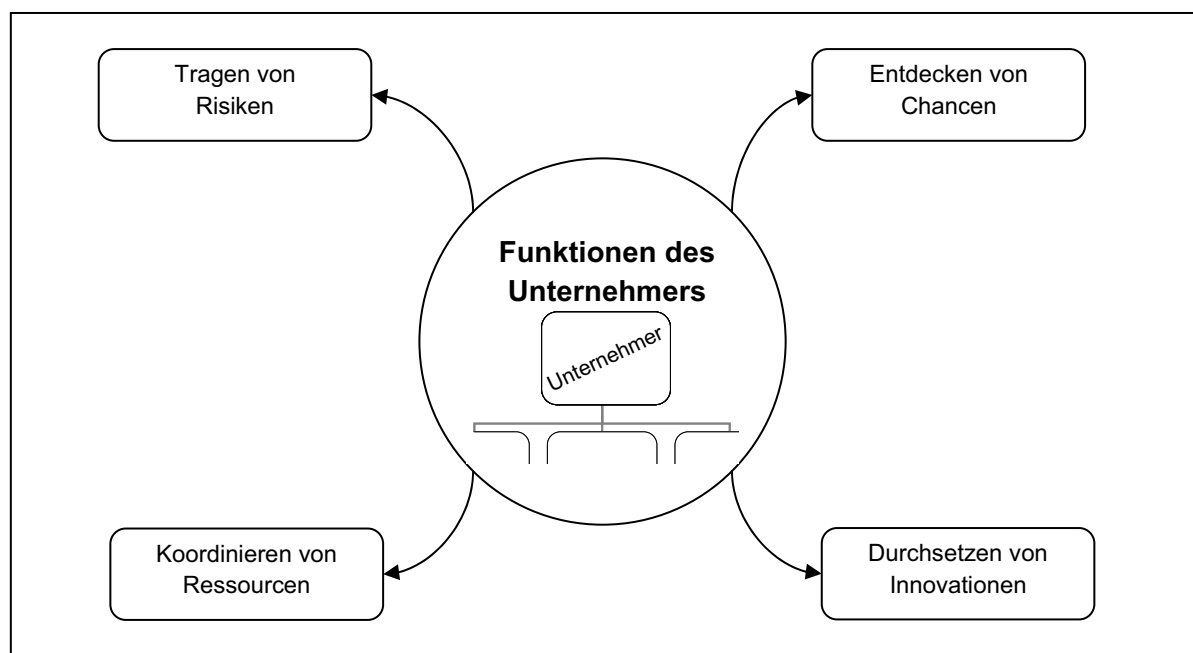 Tragen von
Risiken
Entdecken von
Chancen
Funktionen des
Unternehmers
Unternehmer
Koordinieren von
Ressourcen
Durchsetzen von
Innovationen